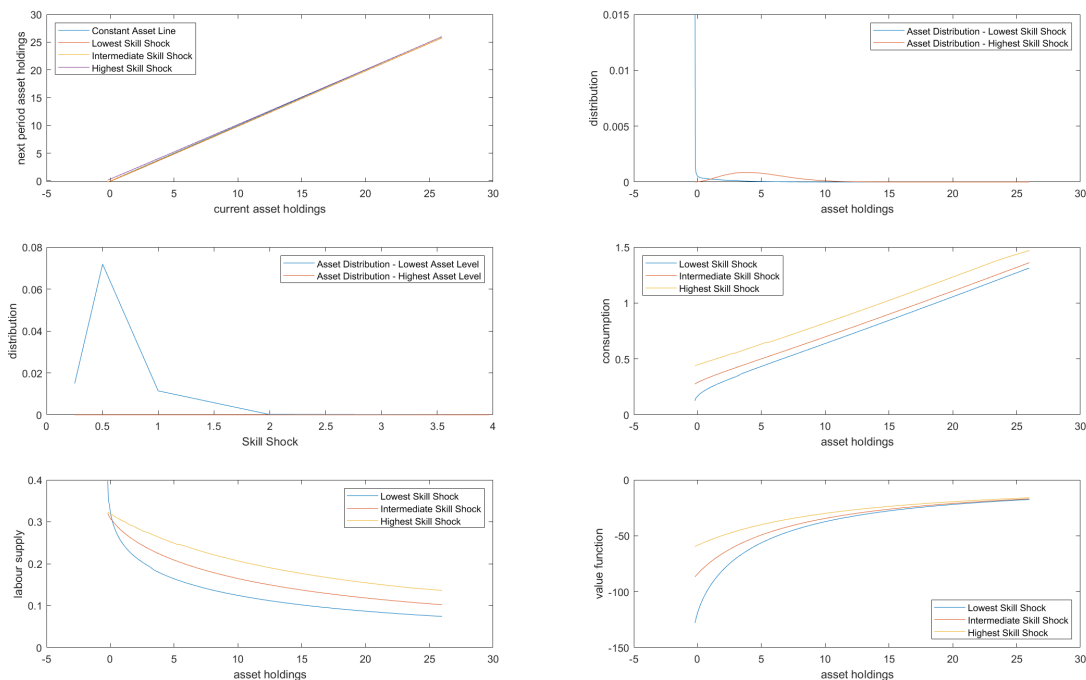 30
25
20
15
10
5
0
-5
0
5
10
15
20
25
30
next period asset holdings
current asset holdings
Constant Asset Line
Lowest Skill Shock
Intermediate Skill Shock
Highest Skill Shock
0.015
0.01
0.005
0
-5
0
5
10
15
20
25
30
distribution
asset holdings
Asset Distribution - Lowest Skill Shock
Asset Distribution - Highest Skill Shock
0.08
0.06
0.04
0.02
0
0
0.5
1
1.5
2
2.5
3
3.5
4
distribution
Skill Shock
Asset Distribution - Lowest Asset Level
Asset Distribution - Highest Asset Level
1.5
1
0.5
0
-5
0
5
10
15
20
25
30
consumption
asset holdings
Lowest Skill Shock
Intermediate Skill Shock
Highest Skill Shock
0.4
0.3
0.2
0.1
0
-5
0
5
10
15
20
25
30
labour supply
asset holdings
Lowest Skill Shock
Intermediate Skill Shock
Highest Skill Shock
0
-50
-100
-150
-5
0
5
10
15
20
25
30
value function
asset holdings
Lowest Skill Shock
Intermediate Skill Shock
Highest Skill Shock